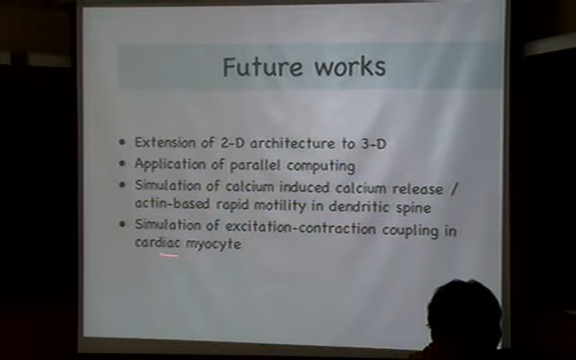 Future works
• Extension of 2-D architecture to 3-D
• Application of parallel computing
• Simulation of calcium induced calcium release /
actin-based rapid motility in dendritic spine
• Simulation of excitation-contraction coupling in
cardiac myocyte